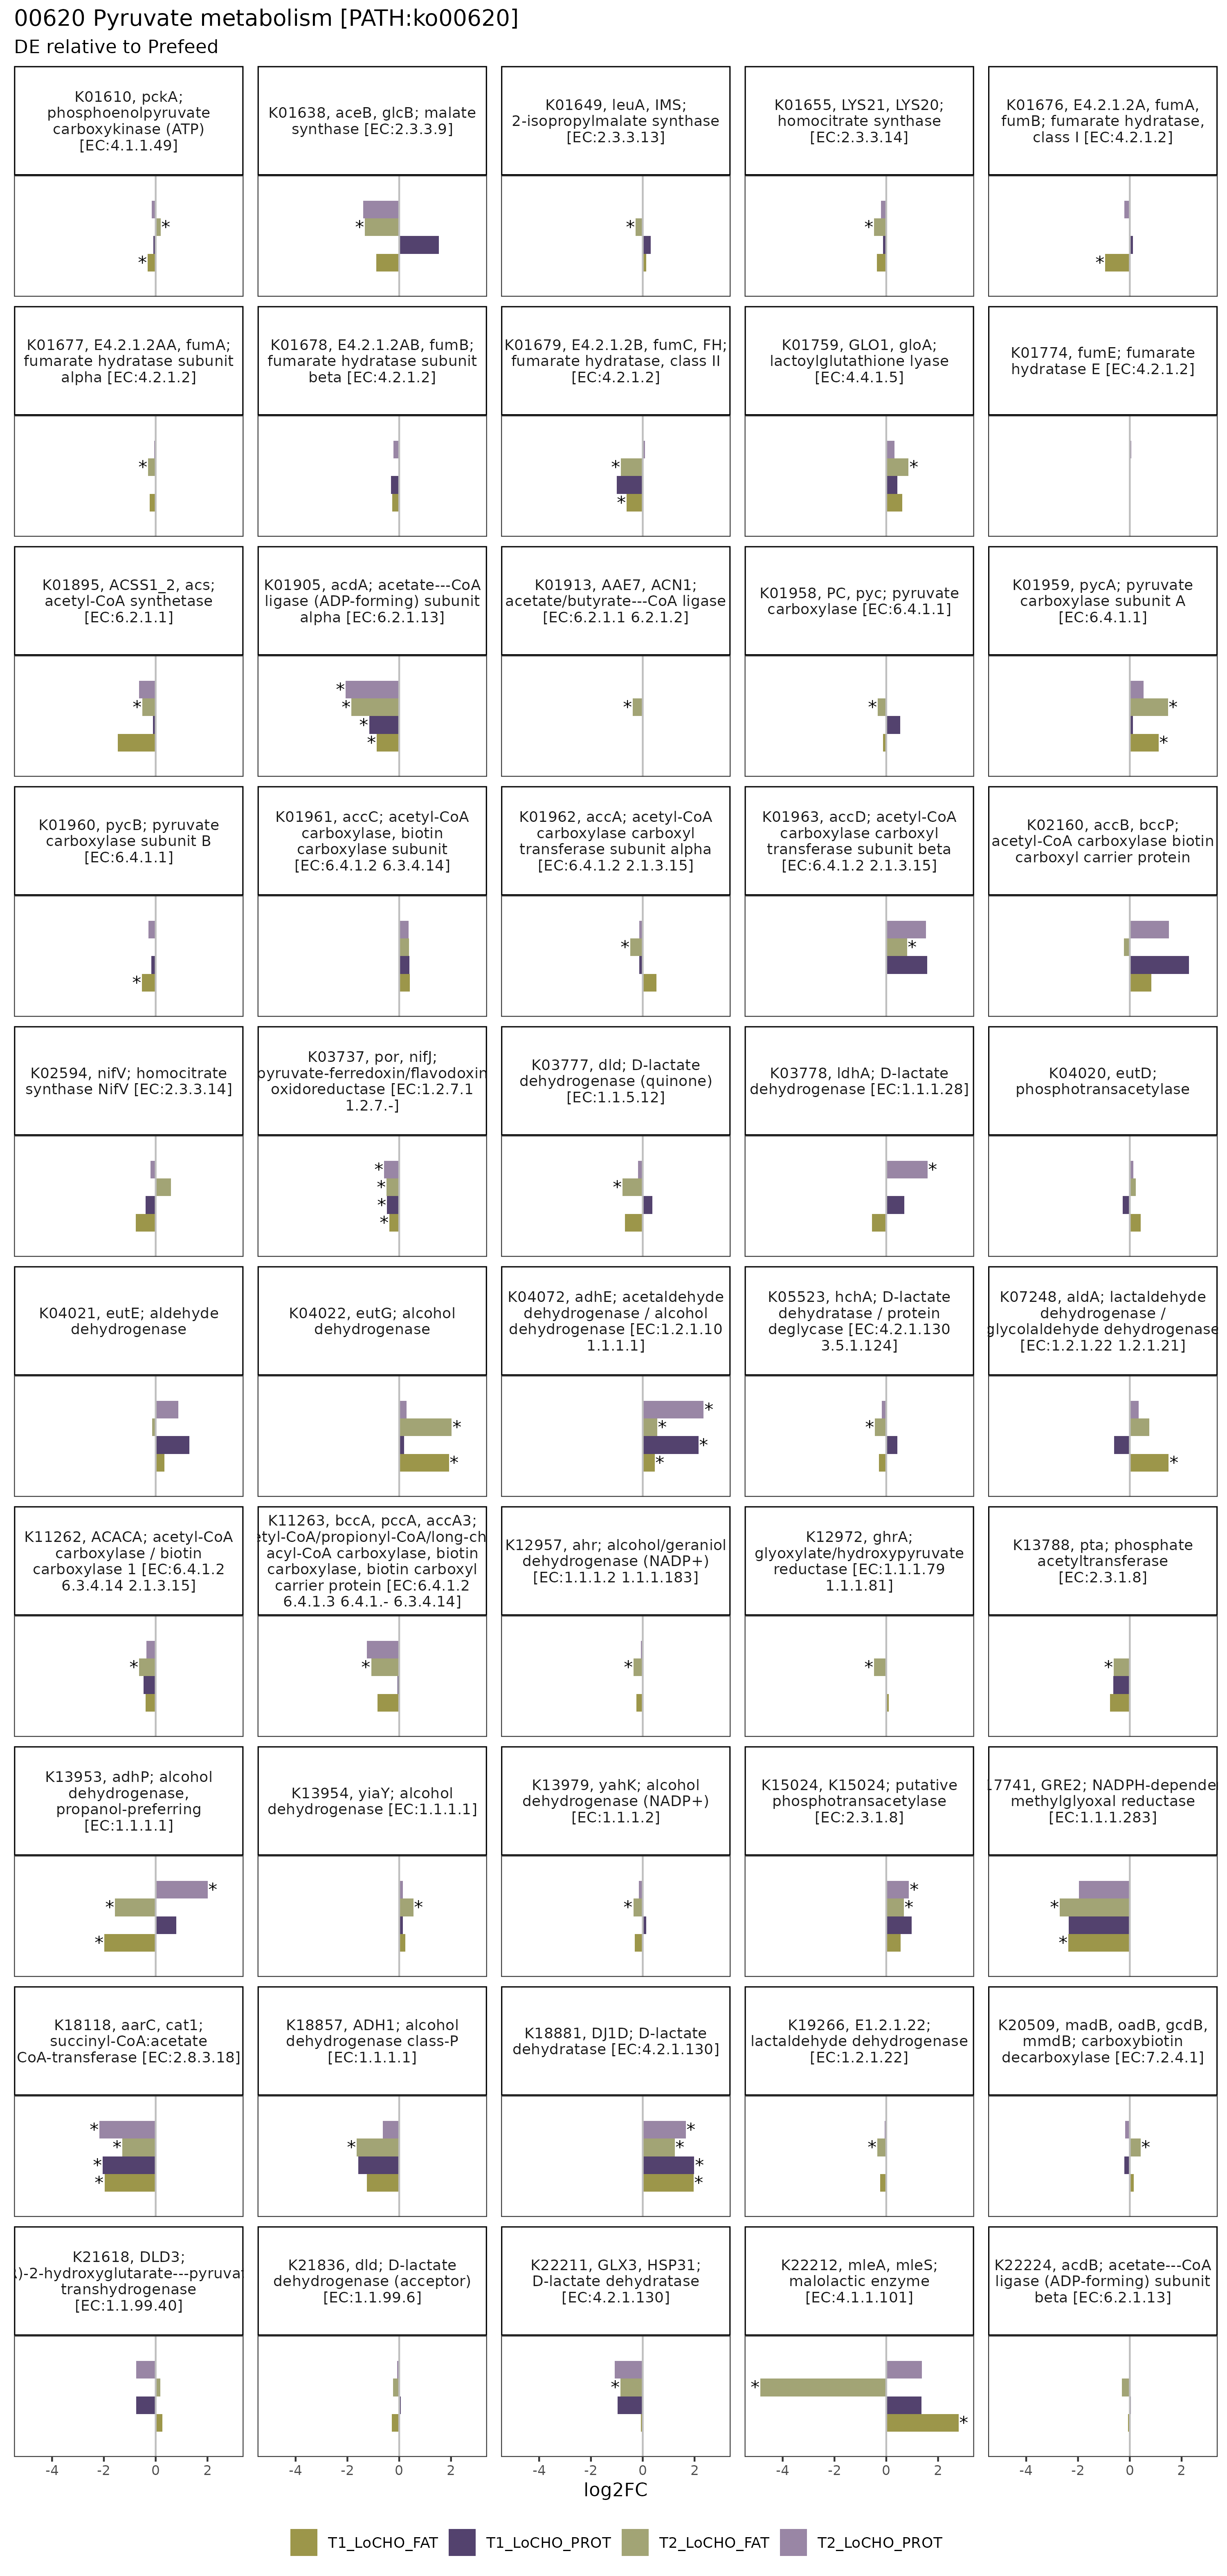 00620 Pyruvate metabolism [PATH:ko00620]
DE relative to Prefeed
K01610, pckA;
phosphoenolpyruvate
carboxykinase (ATP)
[EC:4.1.1.49]
K01638, aceB, glcB; malate
synthase [EC:2.3.3.9]
K01649, leuA, IMS;
2-isopropylmalate synthase
[EC:2.3.3.13]
K01655, LYS21, LYS20;
homocitrate synthase
[EC:2.3.3.14]
K01676, E4.2.1.2A, fumA,
fumB; fumarate hydratase,
class I [EC:4.2.1.2]
*
*
*
*
*
*
K01677, E4.2.1.2AA, fumA;
fumarate hydratase subunit
alpha [EC:4.2.1.2]
K01678, E4.2.1.2AB, fumB;
fumarate hydratase subunit
beta [EC:4.2.1.2]
K01679, E4.2.1.2B, fumC, FH;
fumarate hydratase, class II
[EC:4.2.1.2]
K01759, GLO1, gloA;
lactoylglutathione lyase
[EC:4.4.1.5]
K01774, fumE; fumarate
hydratase E [EC:4.2.1.2]
*
*
*
*
K01895, ACSS1_2, acs;
acetyl-CoA synthetase
[EC:6.2.1.1]
K01905, acdA; acetate---CoA
ligase (ADP-forming) subunit
alpha [EC:6.2.1.13]
K01913, AAE7, ACN1;
acetate/butyrate---CoA ligase
[EC:6.2.1.1 6.2.1.2]
K01958, PC, pyc; pyruvate
carboxylase [EC:6.4.1.1]
K01959, pycA; pyruvate
carboxylase subunit A
[EC:6.4.1.1]
*
*
*
*
*
*
*
*
*
K01960, pycB; pyruvate
carboxylase subunit B
[EC:6.4.1.1]
K01961, accC; acetyl-CoA
carboxylase, biotin
carboxylase subunit
[EC:6.4.1.2 6.3.4.14]
K01962, accA; acetyl-CoA
carboxylase carboxyl
transferase subunit alpha
[EC:6.4.1.2 2.1.3.15]
K01963, accD; acetyl-CoA
carboxylase carboxyl
transferase subunit beta
[EC:6.4.1.2 2.1.3.15]
K02160, accB, bccP;
acetyl-CoA carboxylase biotin
carboxyl carrier protein
*
*
*
K02594, nifV; homocitrate
synthase NifV [EC:2.3.3.14]
K03737, por, nifJ;
pyruvate-ferredoxin/flavodoxin
oxidoreductase [EC:1.2.7.1
1.2.7.-]
K03777, dld; D-lactate
dehydrogenase (quinone)
[EC:1.1.5.12]
K03778, ldhA; D-lactate
dehydrogenase [EC:1.1.1.28]
K04020, eutD;
phosphotransacetylase
*
*
*
*
*
*
K04021, eutE; aldehyde
dehydrogenase
K04022, eutG; alcohol
dehydrogenase
K04072, adhE; acetaldehyde
dehydrogenase / alcohol
dehydrogenase [EC:1.2.1.10
1.1.1.1]
K05523, hchA; D-lactate
dehydratase / protein
deglycase [EC:4.2.1.130
3.5.1.124]
K07248, aldA; lactaldehyde
dehydrogenase /
glycolaldehyde dehydrogenase
[EC:1.2.1.22 1.2.1.21]
*
*
*
*
*
*
*
*
K11262, ACACA; acetyl-CoA
carboxylase / biotin
carboxylase 1 [EC:6.4.1.2
6.3.4.14 2.1.3.15]
K11263, bccA, pccA, accA3;
etyl-CoA/propionyl-CoA/long-ch
acyl-CoA carboxylase, biotin
carboxylase, biotin carboxyl
carrier protein [EC:6.4.1.2
6.4.1.3 6.4.1.- 6.3.4.14]
K12957, ahr; alcohol/geraniol
dehydrogenase (NADP+)
[EC:1.1.1.2 1.1.1.183]
K12972, ghrA;
glyoxylate/hydroxypyruvate
reductase [EC:1.1.1.79
1.1.1.81]
K13788, pta; phosphate
acetyltransferase
[EC:2.3.1.8]
*
*
*
*
*
K13953, adhP; alcohol
dehydrogenase,
propanol-preferring
[EC:1.1.1.1]
K13954, yiaY; alcohol
dehydrogenase [EC:1.1.1.1]
K13979, yahK; alcohol
dehydrogenase (NADP+)
[EC:1.1.1.2]
K15024, K15024; putative
phosphotransacetylase
[EC:2.3.1.8]
17741, GRE2; NADPH-depende
methylglyoxal reductase
[EC:1.1.1.283]
*
*
*
*
*
*
*
*
*
K18118, aarC, cat1;
succinyl-CoA:acetate
CoA-transferase [EC:2.8.3.18]
K18857, ADH1; alcohol
dehydrogenase class-P
[EC:1.1.1.1]
K18881, DJ1D; D-lactate
dehydratase [EC:4.2.1.130]
K19266, E1.2.1.22;
lactaldehyde dehydrogenase
[EC:1.2.1.22]
K20509, madB, oadB, gcdB,
mmdB; carboxybiotin
decarboxylase [EC:7.2.4.1]
*
*
*
*
*
*
*
*
*
*
*
K21618, DLD3;
)-2-hydroxyglutarate---pyruva
transhydrogenase
[EC:1.1.99.40]
K21836, dld; D-lactate
dehydrogenase (acceptor)
[EC:1.1.99.6]
K22211, GLX3, HSP31;
D-lactate dehydratase
[EC:4.2.1.130]
K22212, mleA, mleS;
malolactic enzyme
[EC:4.1.1.101]
K22224, acdB; acetate---CoA
ligase (ADP-forming) subunit
beta [EC:6.2.1.13]
*
*
*
-4 -2 0 2
-4 -2 0 2
-4 -2 0 2
-4 -2 0 2
-4 -2 0 2
log2FC
T1_LoCHO_FAT
T1_LoCHO_PROT
T2_LoCHO_FAT
T2_LoCHO_PROT